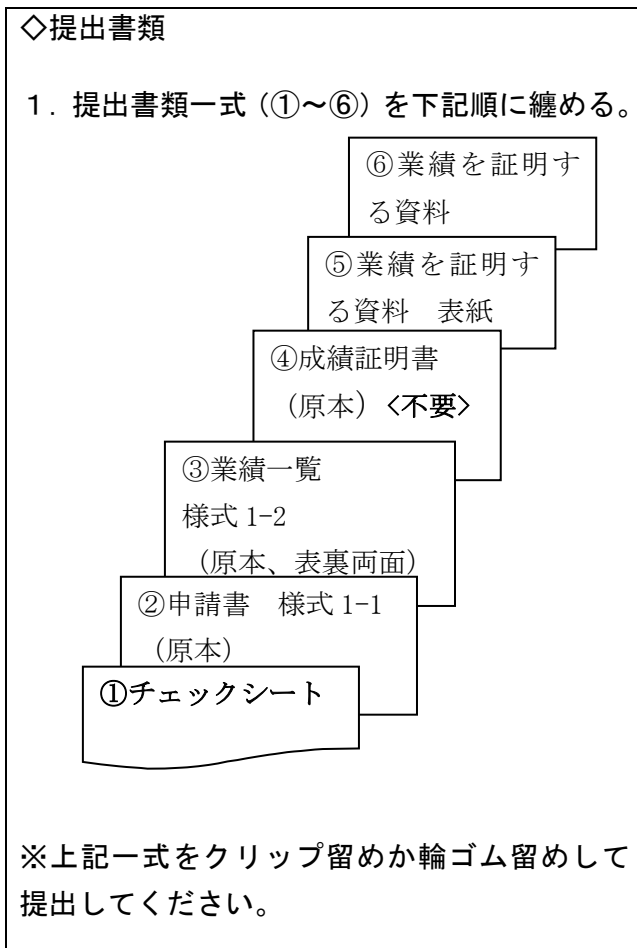 ◇提出書類
１．提出書類一式（①～⑥）を下記順に纏める。
⑥業績を証明す
る資料
⑤業績を証明す
る資料　表紙
④成績証明書
（原本）<不要>
③業績一覧
様式 1-2
（原本、表裏両面）
②申請書　様式 1-1
（原本）
①チェックシート
※上記一式をクリップ留めか輪ゴム留めして
提出してください。